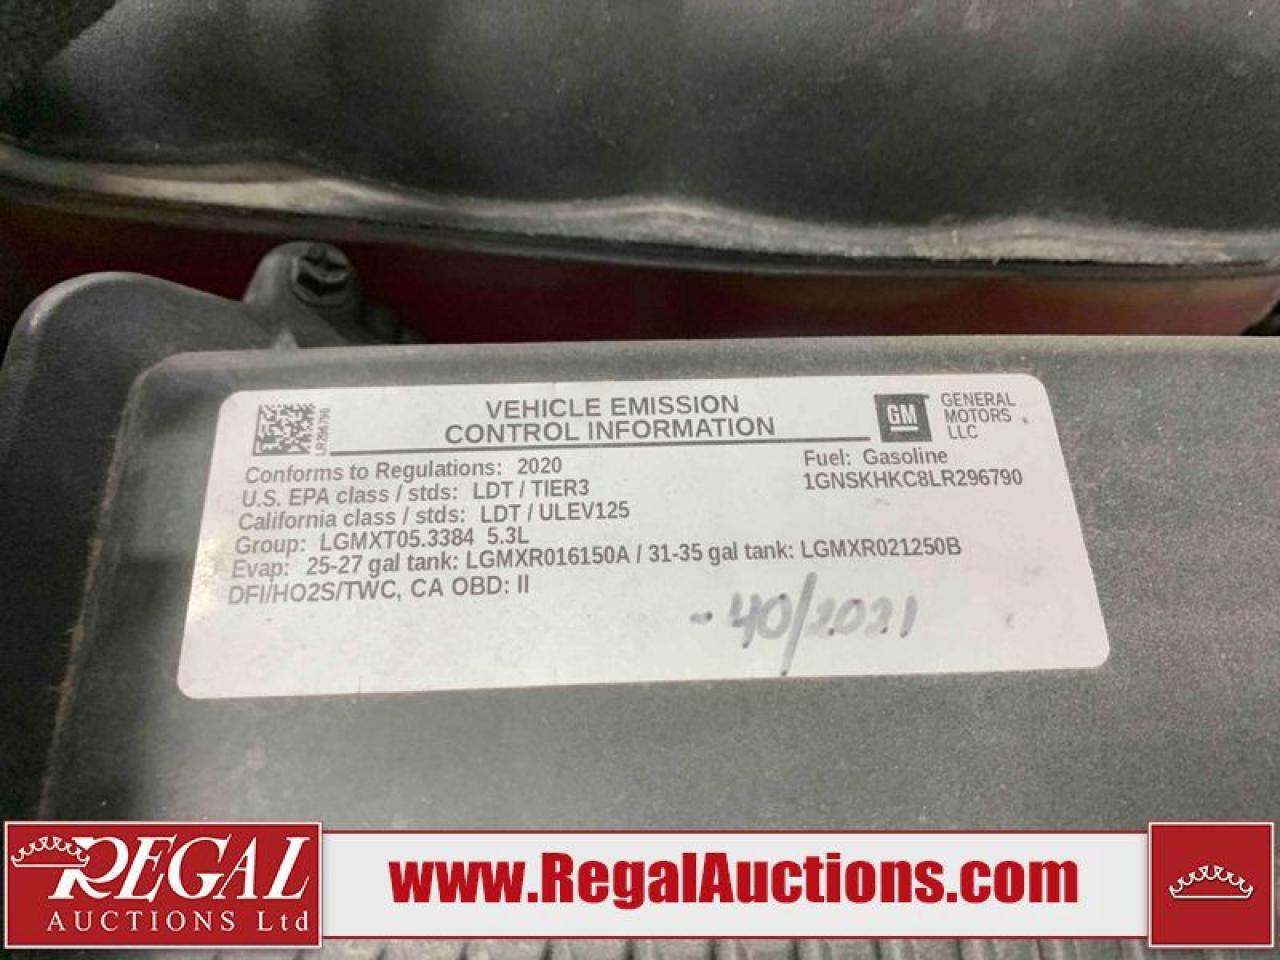 VEHICLE EMISSION
CONTROL INFORMATION
LR296790
GM
GENERAL
MOTORS
LLC
Conforms to Regulations: 2020
U.S. EPA class / stds: LDT / TIER3
California class / stds: LDT / ULEV125
Group: LGMXT05.3384 5.3L
Evap: 25-27 gal tank: LGMXR016150A / 31-35 gal tank: LGMXR021250B
DFI/HO2S/TWC, CA OBD: II
Fuel: Gasoline
1GNSKHKC8LR296790
-40/2021
REGAL
AUCTIONS Ltd
www.RegalAuctions.com